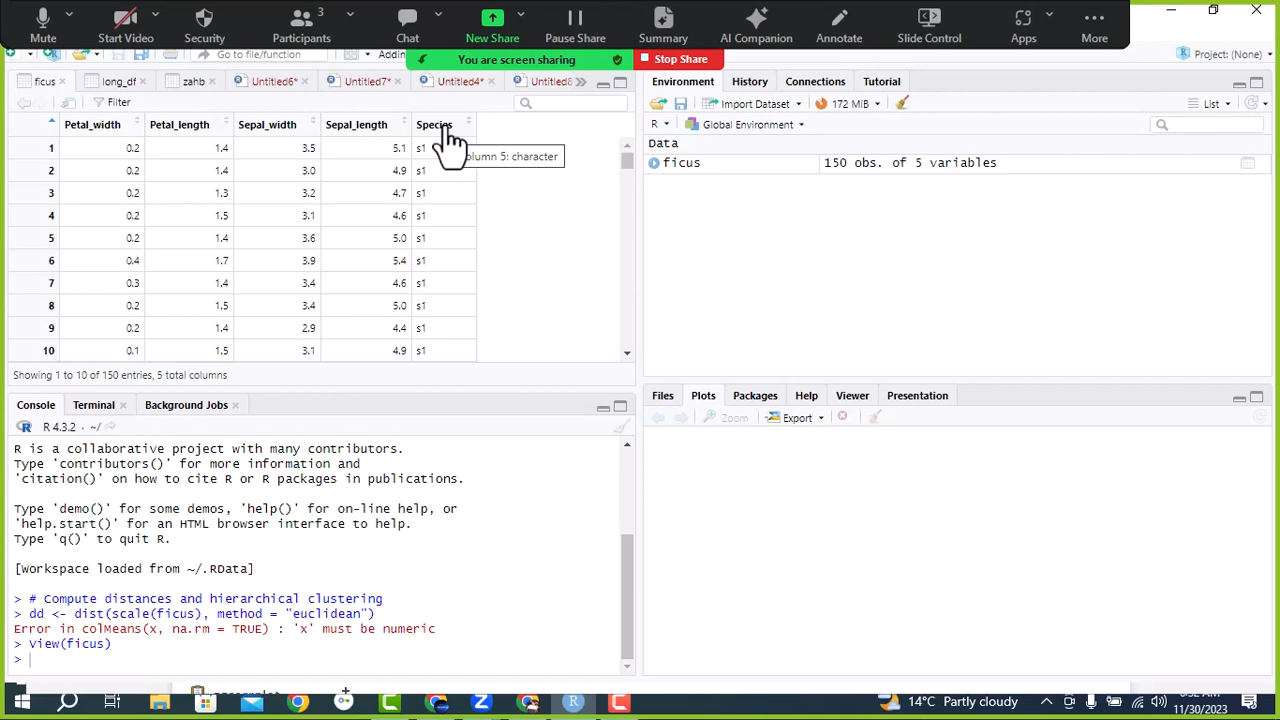 Mute
Start Video
Security
Participants
3
Chat
New Share
Pause Share
Summary
AI Companion
Annotate
Slide Control
Apps
More
You are screen sharing
Stop Share
Go to file/function
Project: (None)
ficus
long_df
zahb
Untitled6*
Untitled7*
Untitled4*
Untitled8
Filter
Petal_width Petal_length Sepal_width Sepal_length Species
1 0.2 1.4 3.5 5.1 s1
2 0.2 1.4 3.0 4.9 s1
3 0.2 1.3 3.2 4.7 s1
4 0.2 1.5 3.1 4.6 s1
5 0.2 1.4 3.6 5.0 s1
6 0.4 1.7 3.9 5.4 s1
7 0.3 1.4 3.4 4.6 s1
8 0.2 1.5 3.4 5.0 s1
9 0.2 1.4 2.9 4.4 s1
10 0.1 1.5 3.1 4.9 s1
5: character
Showing 1 to 10 of 150 entries, 5 total columns
Environment History Connections Tutorial
Import Dataset 172 MiB List
R Global Environment
Data
ficus 150 obs. of 5 variables
Console Terminal Background Jobs
R 4.3.2 · ~/
R is a collaborative project with many contributors.
Type 'contributors()' for more information and
'citation()' on how to cite R or R packages in publications.
Type 'demo()' for some demos, 'help()' for on-line help, or
'help.start()' for an HTML browser interface to help.
Type 'q()' to quit R.
[Workspace loaded from ~/.RData]
> # Compute distances and hierarchical clustering
> dd <- dist(scale(ficus), method = "euclidean")
Error in colMeans(x, na.rm = TRUE) : 'x' must be numeric
> View(ficus)
>
Files Plots Packages Help Viewer Presentation
Zoom Export
14°C Partly cloudy
11/30/2023